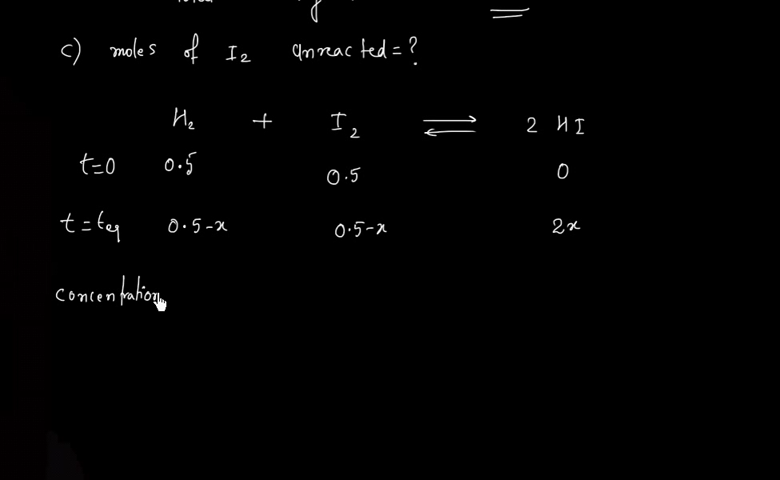 c) moles of I2 unreacted = ?
H2 + I2 ⇌ 2 HI
t=0 0.5 0.5 0
t = teq 0.5-x 0.5-x 2x
concentration